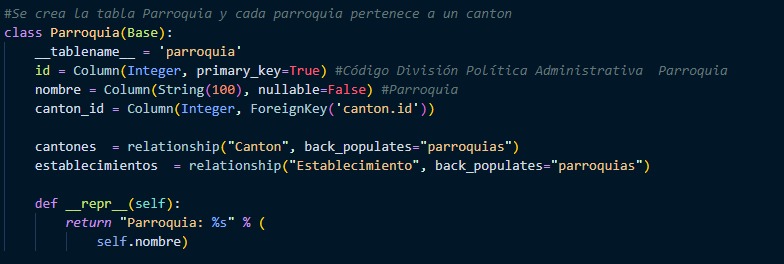 #Se crea la tabla Parroquia y cada parroquia pertenece a un canton
class Parroquia(Base):
    __tablename__ = 'parroquia'
    id = Column(Integer, primary_key=True) #Código División Política Administrativa  Parroquia
    nombre = Column(String(100), nullable=False) #Parroquia
    canton_id = Column(Integer, ForeignKey('canton.id'))

    cantones  = relationship("Canton", back_populates="parroquias")
    establecimientos  = relationship("Establecimiento", back_populates="parroquias")

    def __repr__(self):
        return "Parroquia: %s" % (
            self.nombre)